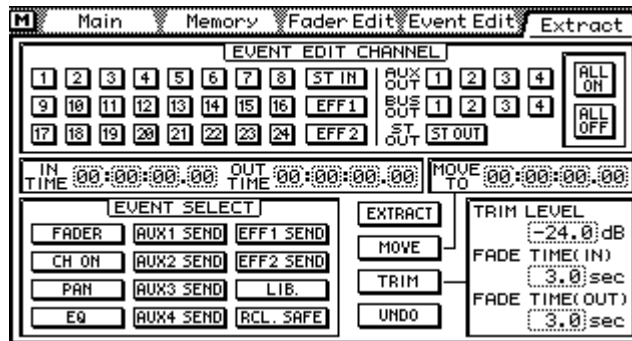 M Main Memory Fader Edit Event Edit Extract
EVENT EDIT CHANNEL
1 2 3 4 5 6 7 8 ST IN AUX OUT 1 2 3 4 ALL ON
9 10 11 12 13 14 15 16 EFF1 BUS OUT 1 2 3 4 ALL OFF
17 18 19 20 21 22 23 24 EFF2 ST OUT ST OUT
IN TIME 00:00:00.00 OUT TIME 00:00:00.00 MOVE TO 00:00:00.00
EVENT SELECT
FADER AUX1 SEND EFF1 SEND
CH ON AUX2 SEND EFF2 SEND
PAN AUX3 SEND LIB.
EQ AUX4 SEND RCL. SAFE
EXTRACT
MOVE
TRIM
UNDO
TRIM LEVEL
-24.0 dB
FADE TIME(IN)
3.0 sec
FADE TIME(OUT)
3.0 sec